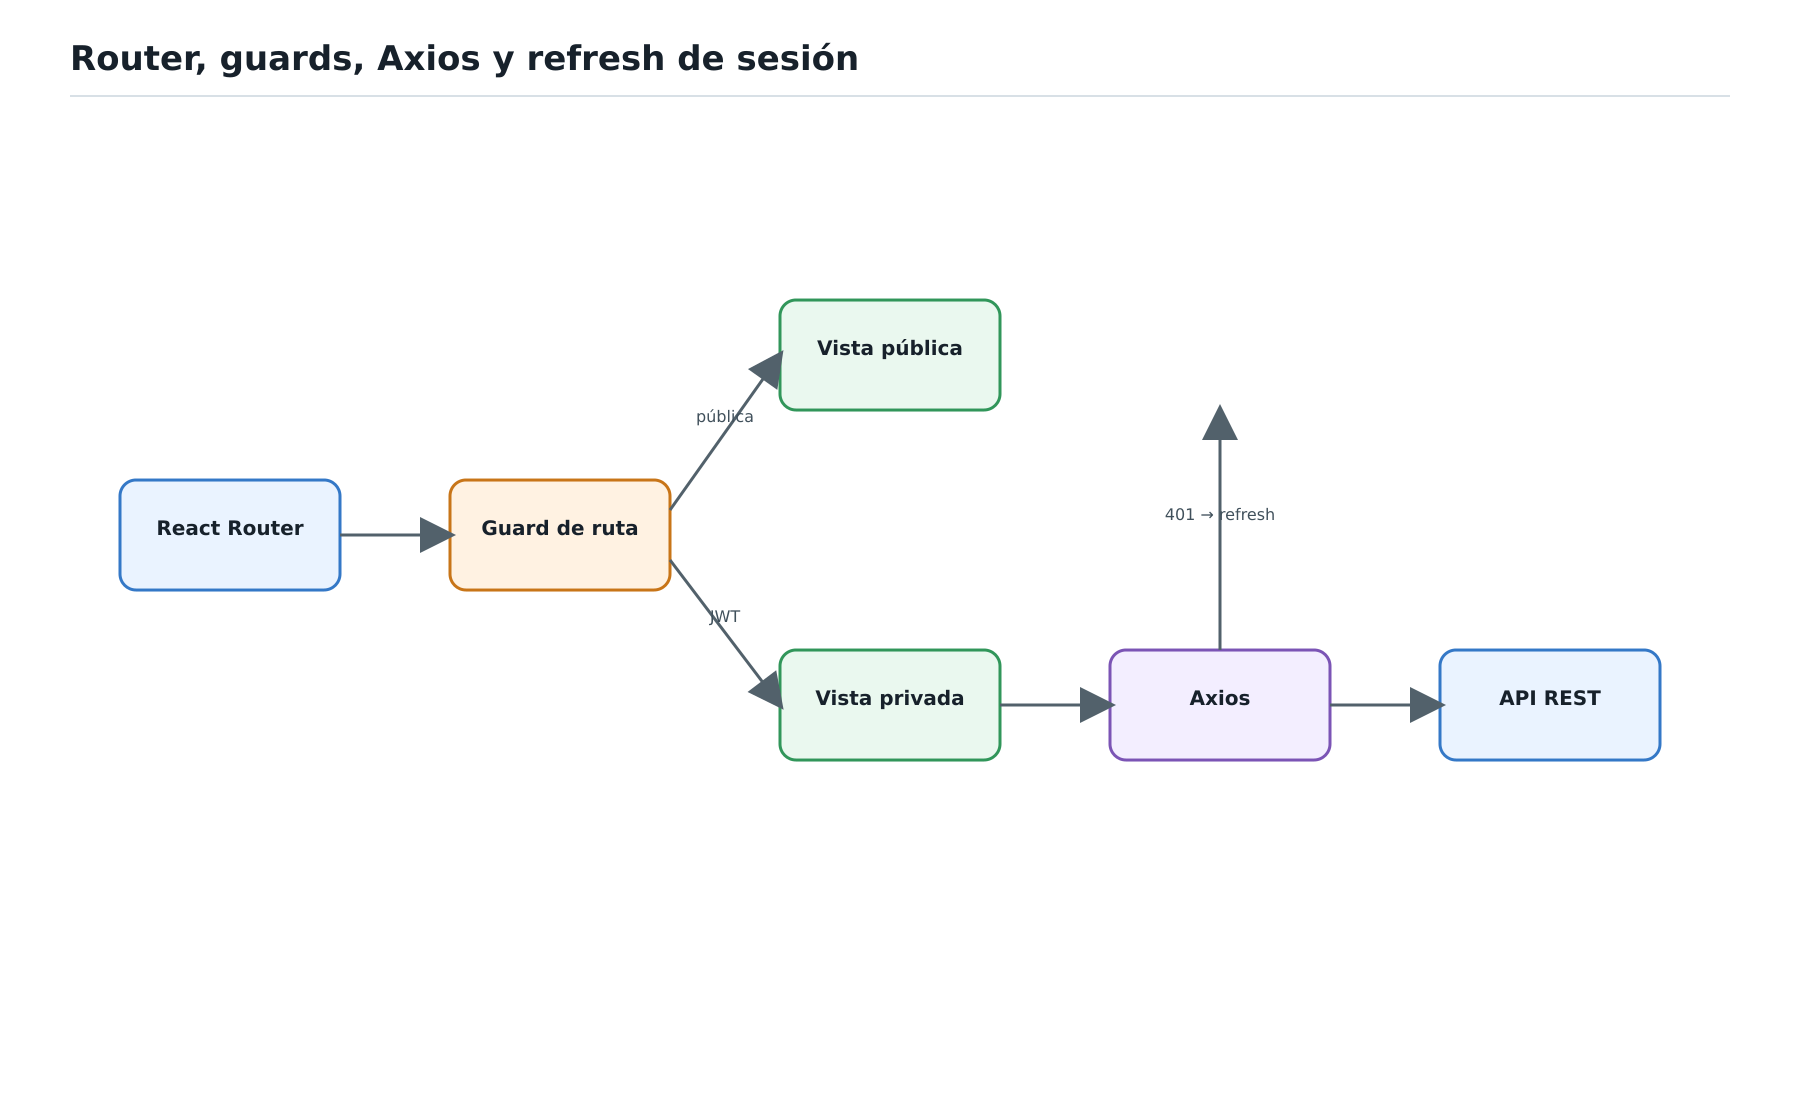 Router, guards, Axios y refresh de sesión
Vista pública
pública
React Router
Guard de ruta
401 → refresh
JWT
Vista privada
Axios
API REST